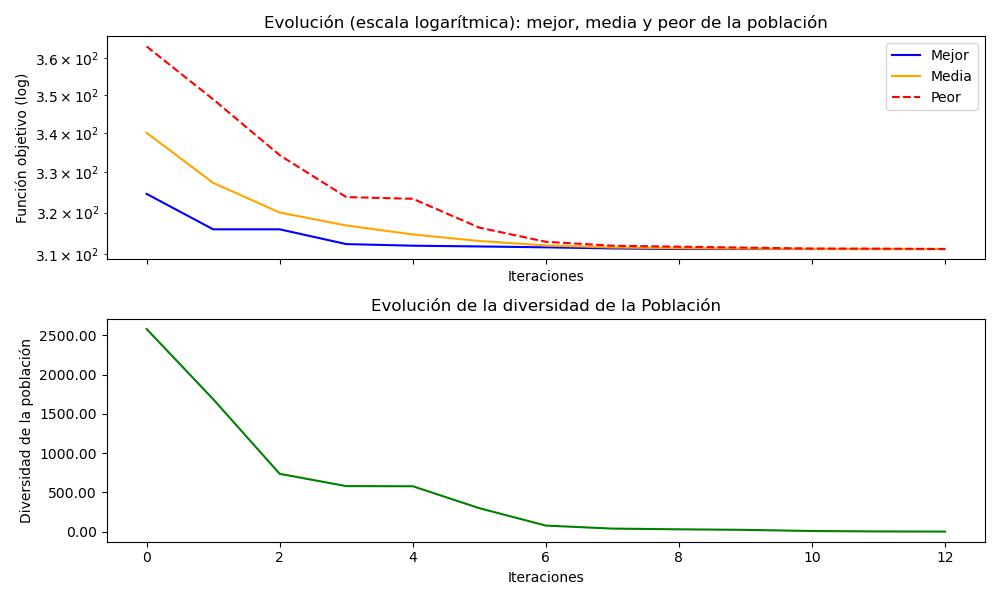 Evolución (escala logarítmica): mejor, media y peor de la población
Función objetivo (log)
3.6 × 10²
3.5 × 10²
3.4 × 10²
3.3 × 10²
3.2 × 10²
3.1 × 10²
Mejor
Media
Peor
Iteraciones
Evolución de la diversidad de la Población
Diversidad de la población
2500.00
2000.00
1500.00
1000.00
500.00
0.00
0 2 4 6 8 10 12
Iteraciones